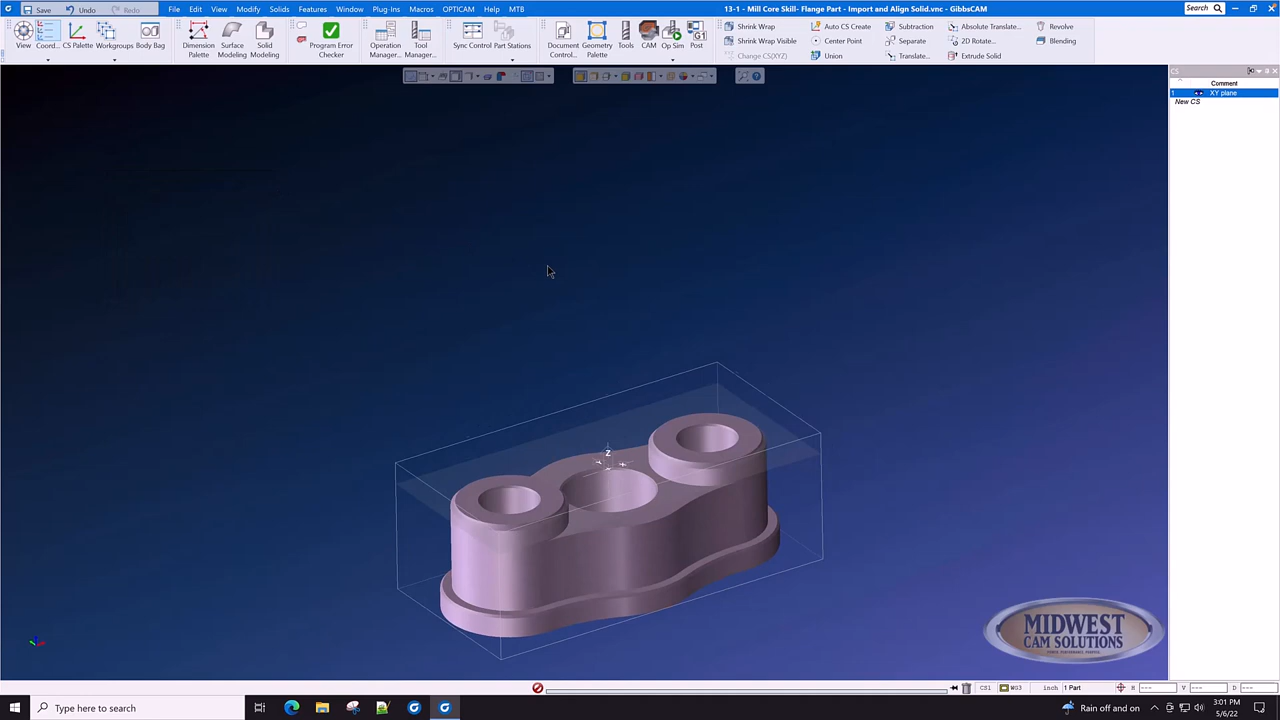 Save
Undo
Redo
File
Edit
View
Modify
Solids
Features
Window
Plug-Ins
Macros
OPTICAM
Help
MTB
13-1 - Mill Core Skill- Flange Part - Import and Align Solid.vnc - GibbsCAM
Search
View
Coord...
CS Palette
Workgroups
Body Bag
Dimension Palette
Surface Modeling
Solid Modeling
Program Error Checker
Operation Manager...
Tool Manager...
Sync Control
Part Stations
Document Control...
Geometry Palette
Tools
CAM
Op Sim
Post
Shrink Wrap
Shrink Wrap Visible
Change CS(XYZ)
Auto CS Create
Center Point
Union
Subtraction
Separate
Translate...
Absolute Translate...
2D Rotate...
Extrude Solid
Revolve
Blending
CS
Comment
1
XY plane
New CS
Z
MIDWEST
CAM SOLUTIONS
CS1
WG3
inch
1 Part
H
---
V
---
D
---
Type here to search
Rain off and on
3:01 PM
5/6/22